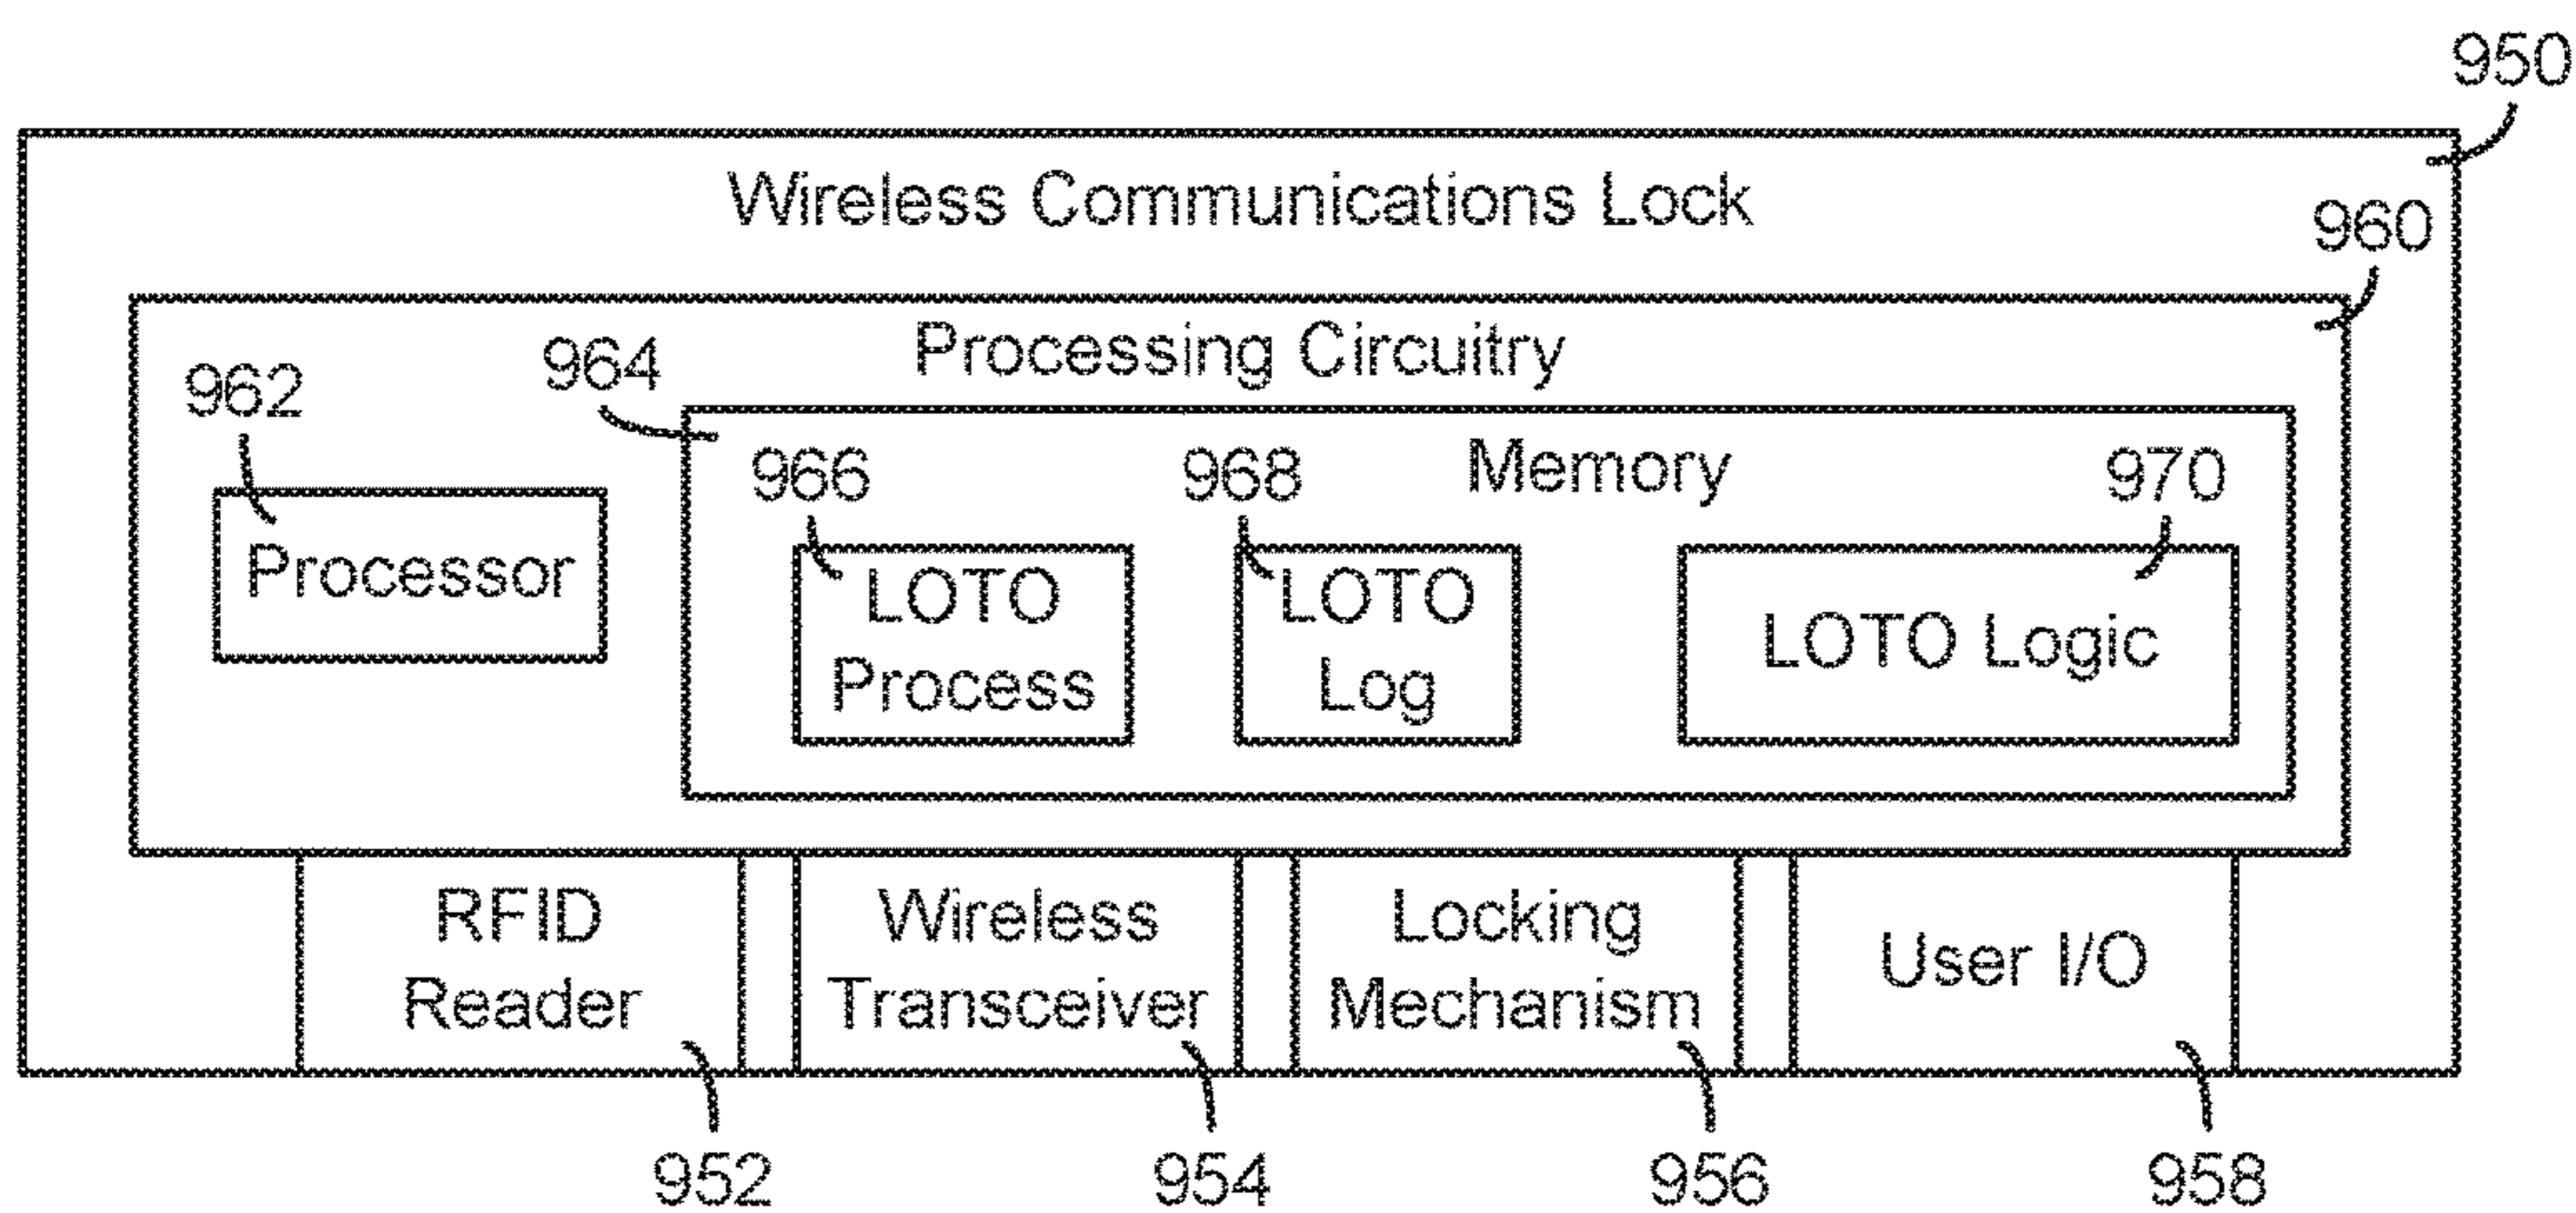 950
Wireless Communications Lock
960
Processing Circuitry
964
962
Memory
966
968
970
Processor
LOTO
Process
LOTO
Log
LOTO Logic
RFID
Reader
Wireless
Transceiver
Locking
Mechanism
User I/O
952
954
956
958